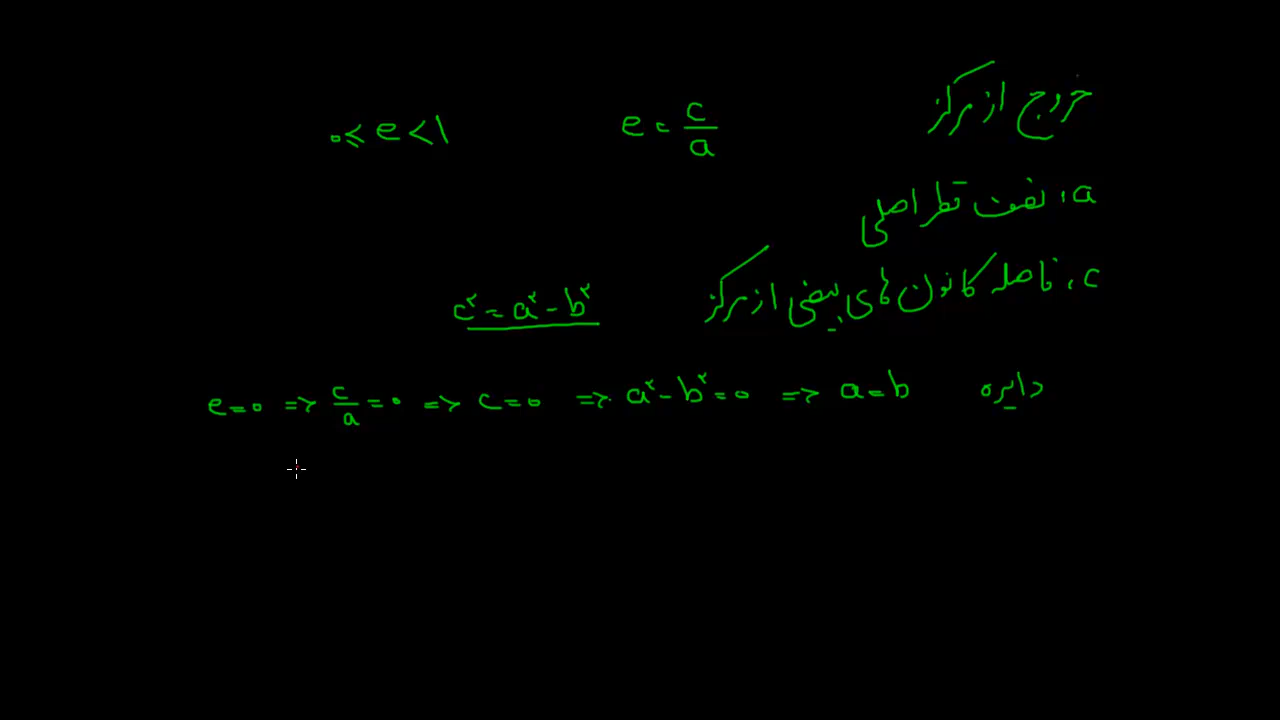 خروج از مرکز e = c/a ۰ ≤ e < ۱
a، نصف قطر اصلی
c، فاصله کانون های بیضی از مرکز c² = a² - b²
e = ۰ => c/a = ۰ => c = ۰ => a² - b² = ۰ => a = b دایره